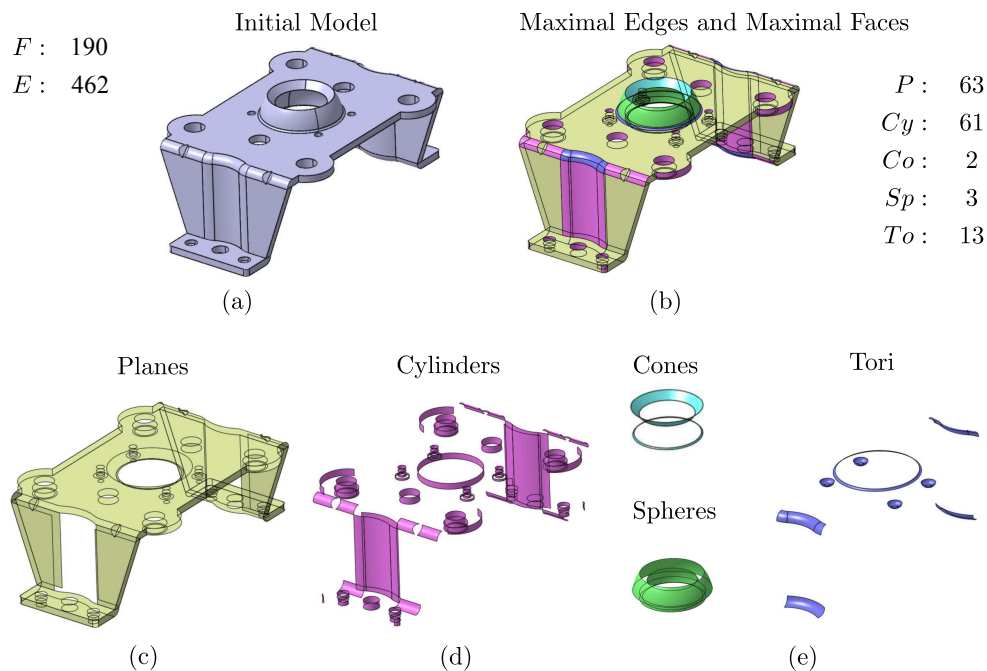 Initial Model
F : 190
E : 462
(a)
Maximal Edges and Maximal Faces
P : 63
Cy : 61
Co : 2
Sp : 3
To : 13
(b)
Planes
(c)
Cylinders
(d)
Cones
Spheres
Tori
(e)